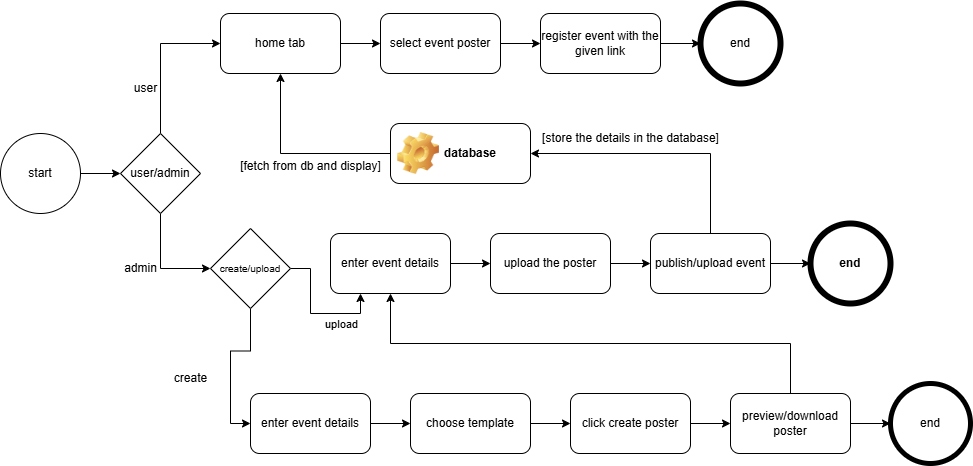 home tab
select event poster
register event with the
given link
end
user
[store the details in the database]
database
[fetch from db and display]
start
user/admin
admin
create/upload
enter event details
upload the poster
publish/upload event
end
upload
create
enter event details
choose template
click create poster
preview/download
poster
end